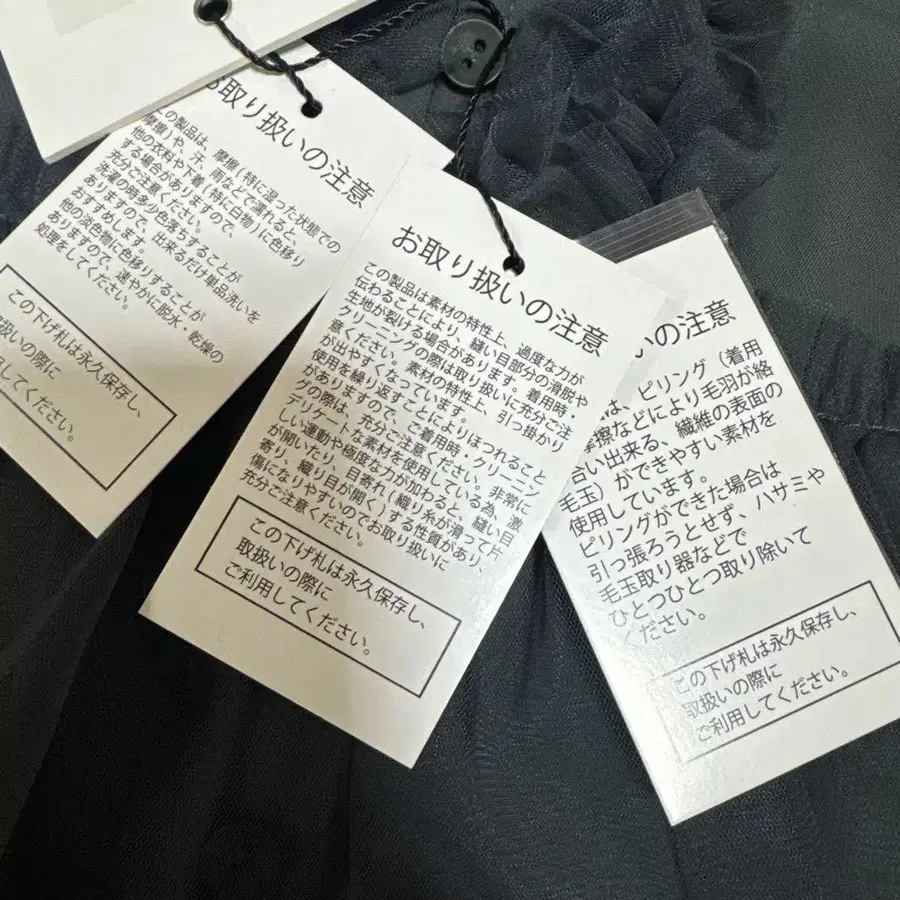 お取り扱いの注意
この製品は、摩擦（特に湿った状態での
摩擦）や、汗、雨などで濡れると、
他の衣料や下着（特に白物）に色移り
する場合がありますので、
充分ご注意ください。
洗濯の時多少色落ちすることが
ありますので、出来るだけ単品洗いを
おすすめします。
他の淡色物に色移りすることが
ありますので、速やかに脱水・乾燥の
処理をしてください。
この下げ札は永久保存し、
取扱いの際に
ご利用してください。
お取り扱いの注意
この製品は素材の特性上、過度な力が
伝わることにより、縫い目部分の滑脱や
生地が裂ける場合があります。着用時・
クリーニングの際は取り扱いに充分ご注
意ください。素材の特性上、引っ掛かり
が出やすくなっています。
使用を繰り返すことによりほつれること
がありますので、ご着用時・クリーニン
グの際は、充分ご注意ください。非常に
デリケートな素材を使用している為、激
しい運動や極度な力が加わると、縫い目
が開いたり、目寄れ（織り糸が滑って片
寄り、織り目が開く）する性質があり、
傷になりやすいのでお取り扱いに
充分ご注意ください。
この下げ札は永久保存し、
取扱いの際に
ご利用してください。
いの注意
は、ピリング（着用
摩擦などにより毛羽が絡
合い出来る、繊維の表面の
毛玉）ができやすい素材を
使用しています。
ピリングができた場合は
引っ張ろうとせず、ハサミや
毛玉取り器などで
ひとつひとつ取り除いて
ください。
この下げ札は永久保存し、
取扱いの際に
ご利用してください。